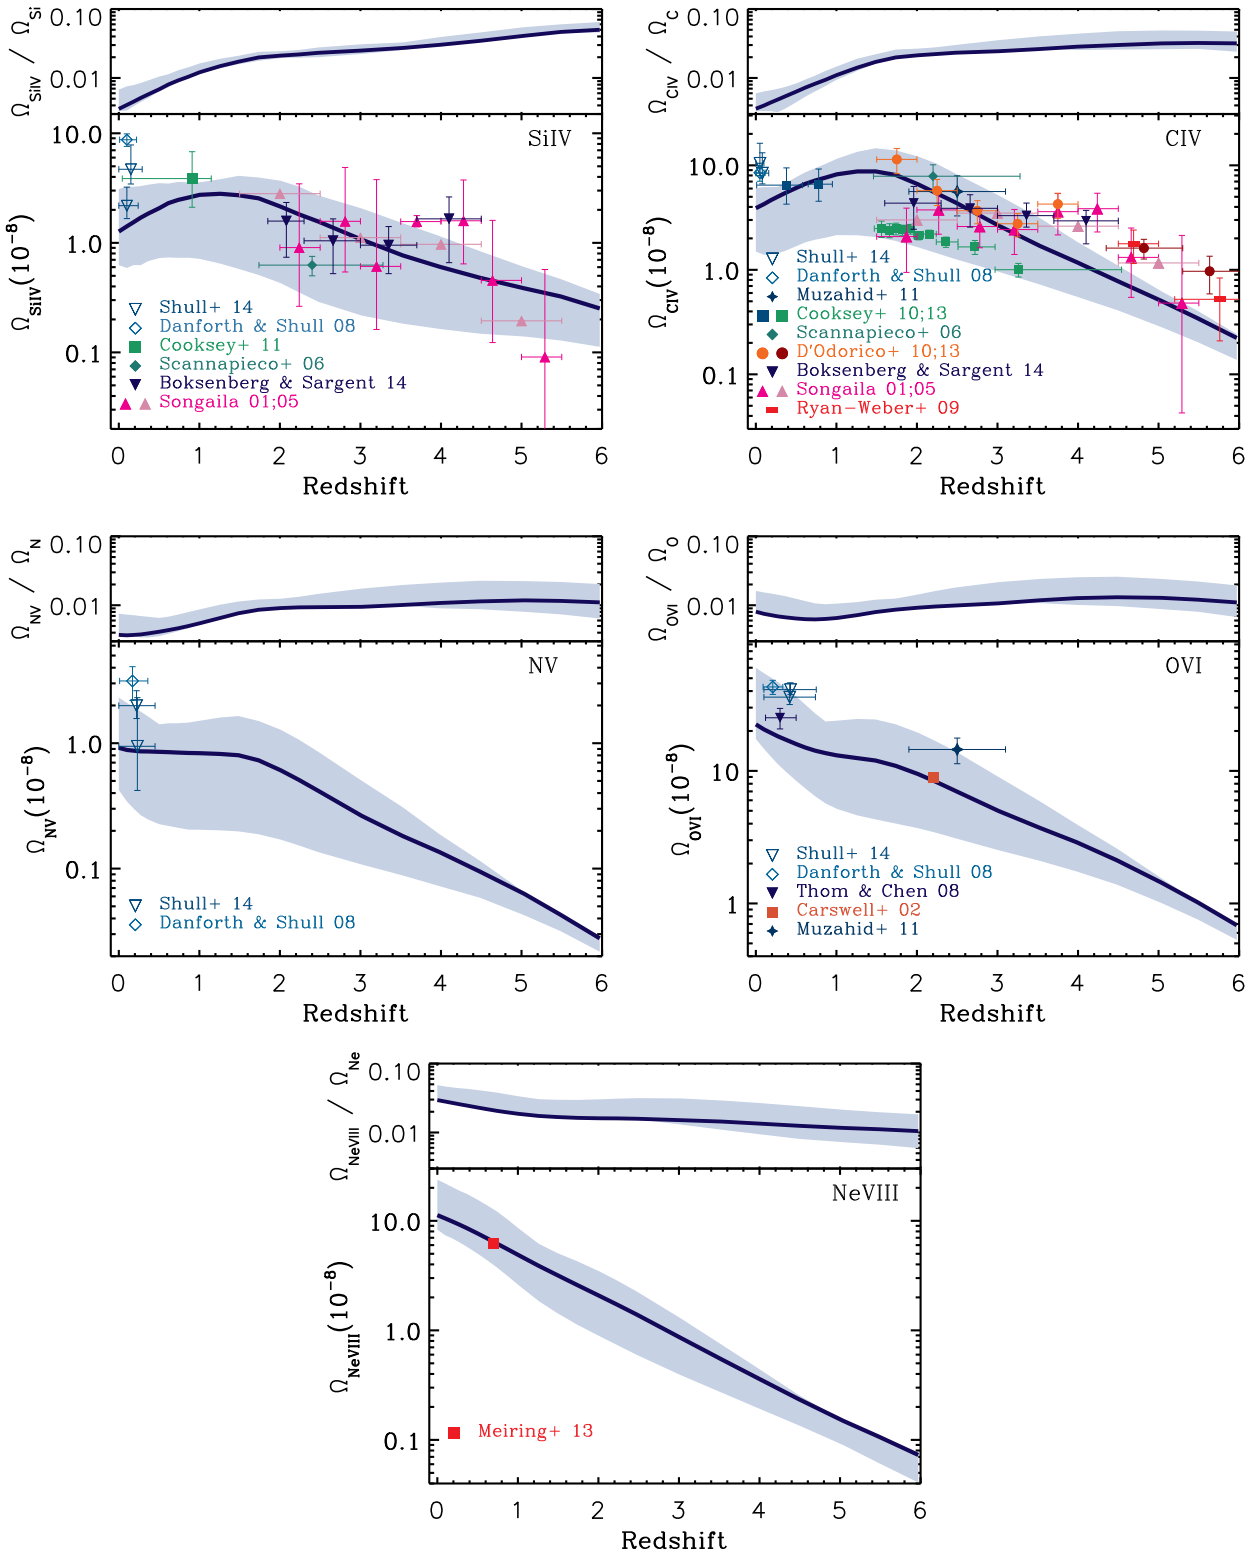 Ω_SiIV / Ω_Si
0.10
0.01
SiIV
Ω_SiIV(10⁻⁸)
10.0
1.0
0.1
Shull+ 14
Danforth & Shull 08
Cooksey+ 11
Scannapieco+ 06
Boksenberg & Sargent 14
Songaila 01;05
0 1 2 3 4 5 6
Redshift
Ω_CIV / Ω_C
0.10
0.01
CIV
Ω_CIV(10⁻⁸)
10.0
1.0
0.1
Shull+ 14
Danforth & Shull 08
Muzahid+ 11
Cooksey+ 10;13
Scannapieco+ 06
D'Odorico+ 10;13
Boksenberg & Sargent 14
Songaila 01;05
Ryan-Weber+ 09
0 1 2 3 4 5 6
Redshift
Ω_NV / Ω_N
0.10
0.01
NV
Ω_NV(10⁻⁸)
1.0
0.1
Shull+ 14
Danforth & Shull 08
0 1 2 3 4 5 6
Redshift
Ω_OVI / Ω_O
0.10
0.01
OVI
Ω_OVI(10⁻⁸)
10
1
Shull+ 14
Danforth & Shull 08
Thom & Chen 08
Carswell+ 02
Muzahid+ 11
0 1 2 3 4 5 6
Redshift
Ω_NeVIII / Ω_Ne
0.10
0.01
NeVIII
Ω_NeVIII(10⁻⁸)
10.0
1.0
0.1
Meiring+ 13
0 1 2 3 4 5 6
Redshift